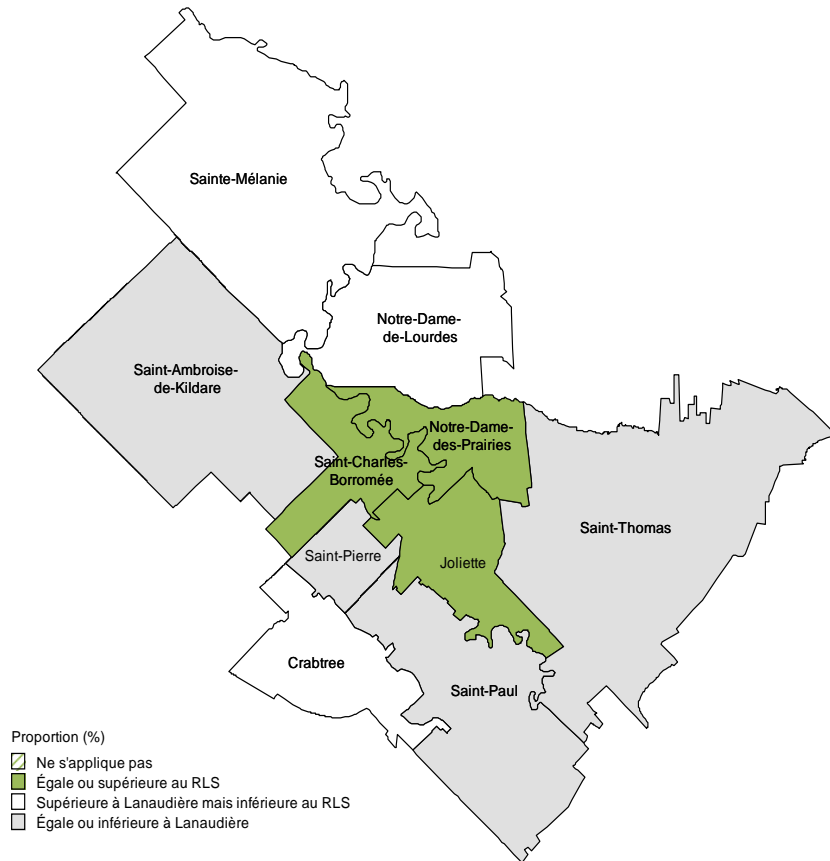 Sainte-Mélanie
Notre-Dame-
de-Lourdes
Saint-Ambroise-
de-Kildare
Notre-Dame-
des-Prairies
Saint-Charles-
Borromée
Saint-Thomas
Saint-Pierre
Joliette
Crabtree
Saint-Paul
Proportion (%)
Ne s'applique pas
Égale ou supérieure au RLS
Supérieure à Lanaudière mais inférieure au RLS
Égale ou inférieure à Lanaudière